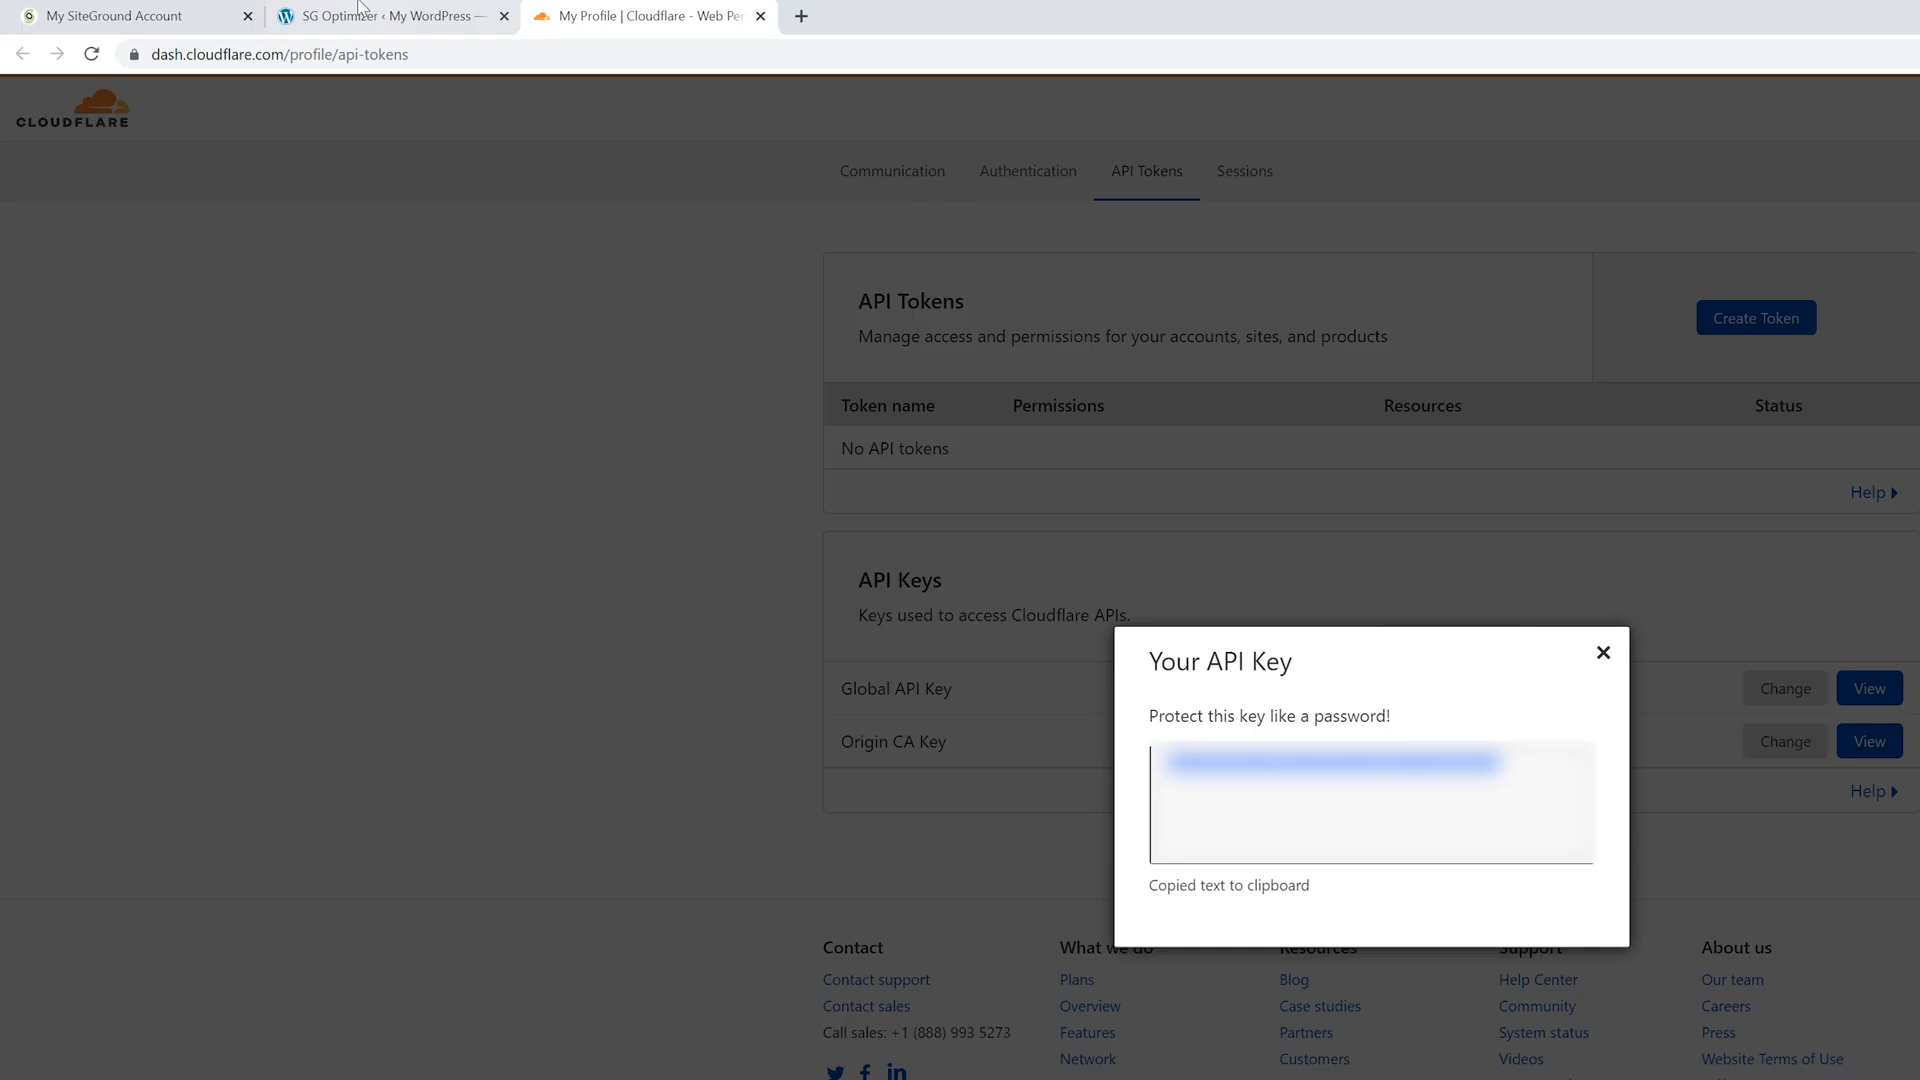 My SiteGround Account
SG Optimizer ‹ My WordPress —
My Profile | Cloudflare - Web Per
dash.cloudflare.com/profile/api-tokens
CLOUDFLARE
Communication Authentication API Tokens Sessions
API Tokens
Manage access and permissions for your accounts, sites, and products
Create Token
Token name Permissions Resources Status
No API tokens
Help
API Keys
Keys used to access Cloudflare APIs.
Global API Key Change View
Origin CA Key Change View
Help
Your API Key
Protect this key like a password!
Copied text to clipboard
Contact What we do Resources Support About us
Contact support Plans Blog Help Center Our team
Contact sales Overview Case studies Community Careers
Call sales: +1 (888) 993 5273 Features Partners System status Press
Network Customers Videos Website Terms of Use